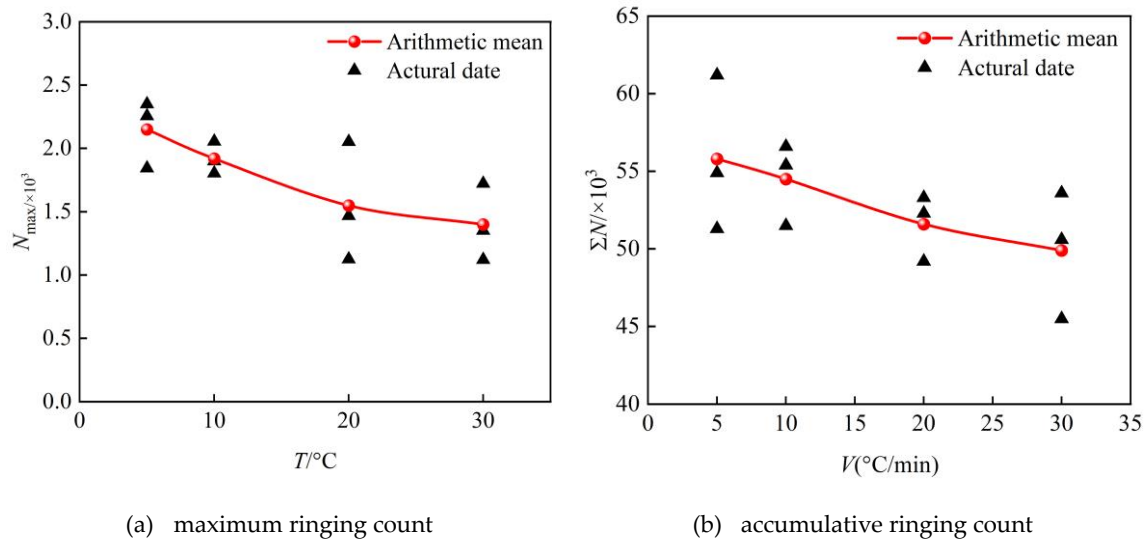 3.0
2.5
2.0
1.5
1.0
0.5
0.0
N_max/×10³
Arithmetic mean
Actural date
0 10 20 30
T/°C
(a) maximum ringing count
65
60
55
50
45
40
ΣN/×10³
Arithmetic mean
Actural date
0 5 10 15 20 25 30 35
V(°C/min)
(b) accumulative ringing count